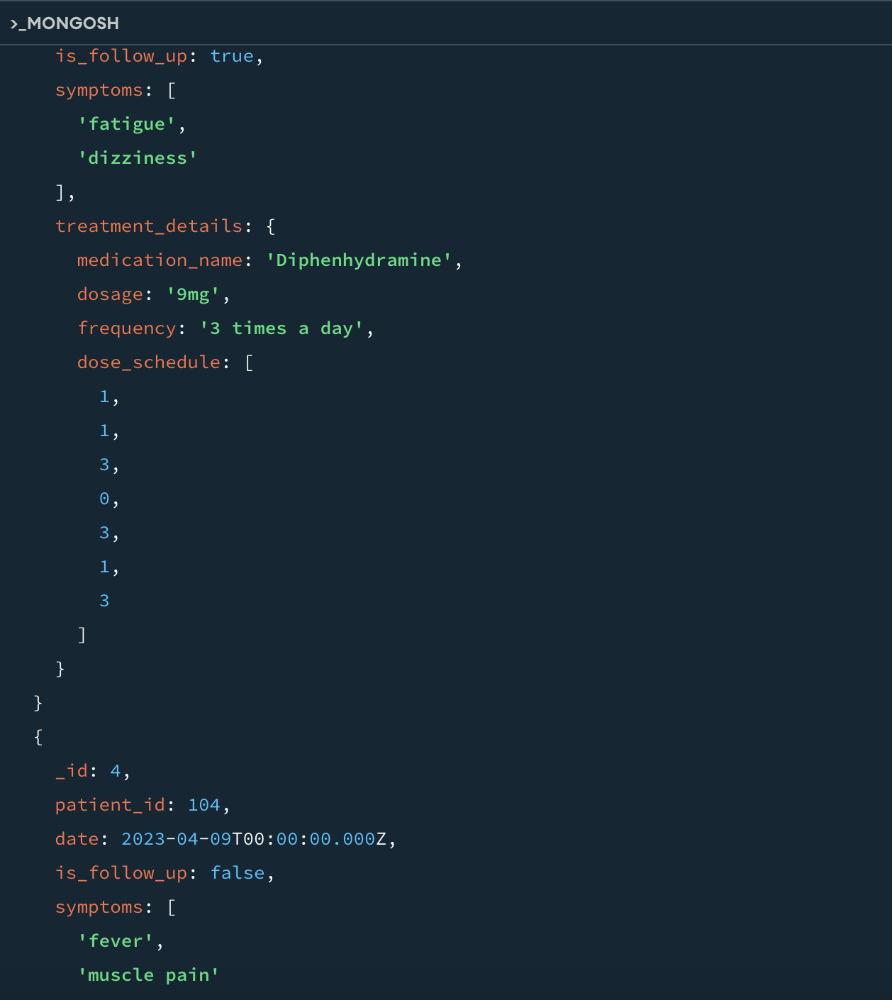 >_MONGOSH
is_follow_up: true,
symptoms: [
'fatigue',
'dizziness'
],
treatment_details: {
medication_name: 'Diphenhydramine',
dosage: '9mg',
frequency: '3 times a day',
dose_schedule: [
1,
1,
3,
0,
3,
1,
3
]
}
}
{
_id: 4,
patient_id: 104,
date: 2023-04-09T00:00:00.000Z,
is_follow_up: false,
symptoms: [
'fever',
'muscle pain'